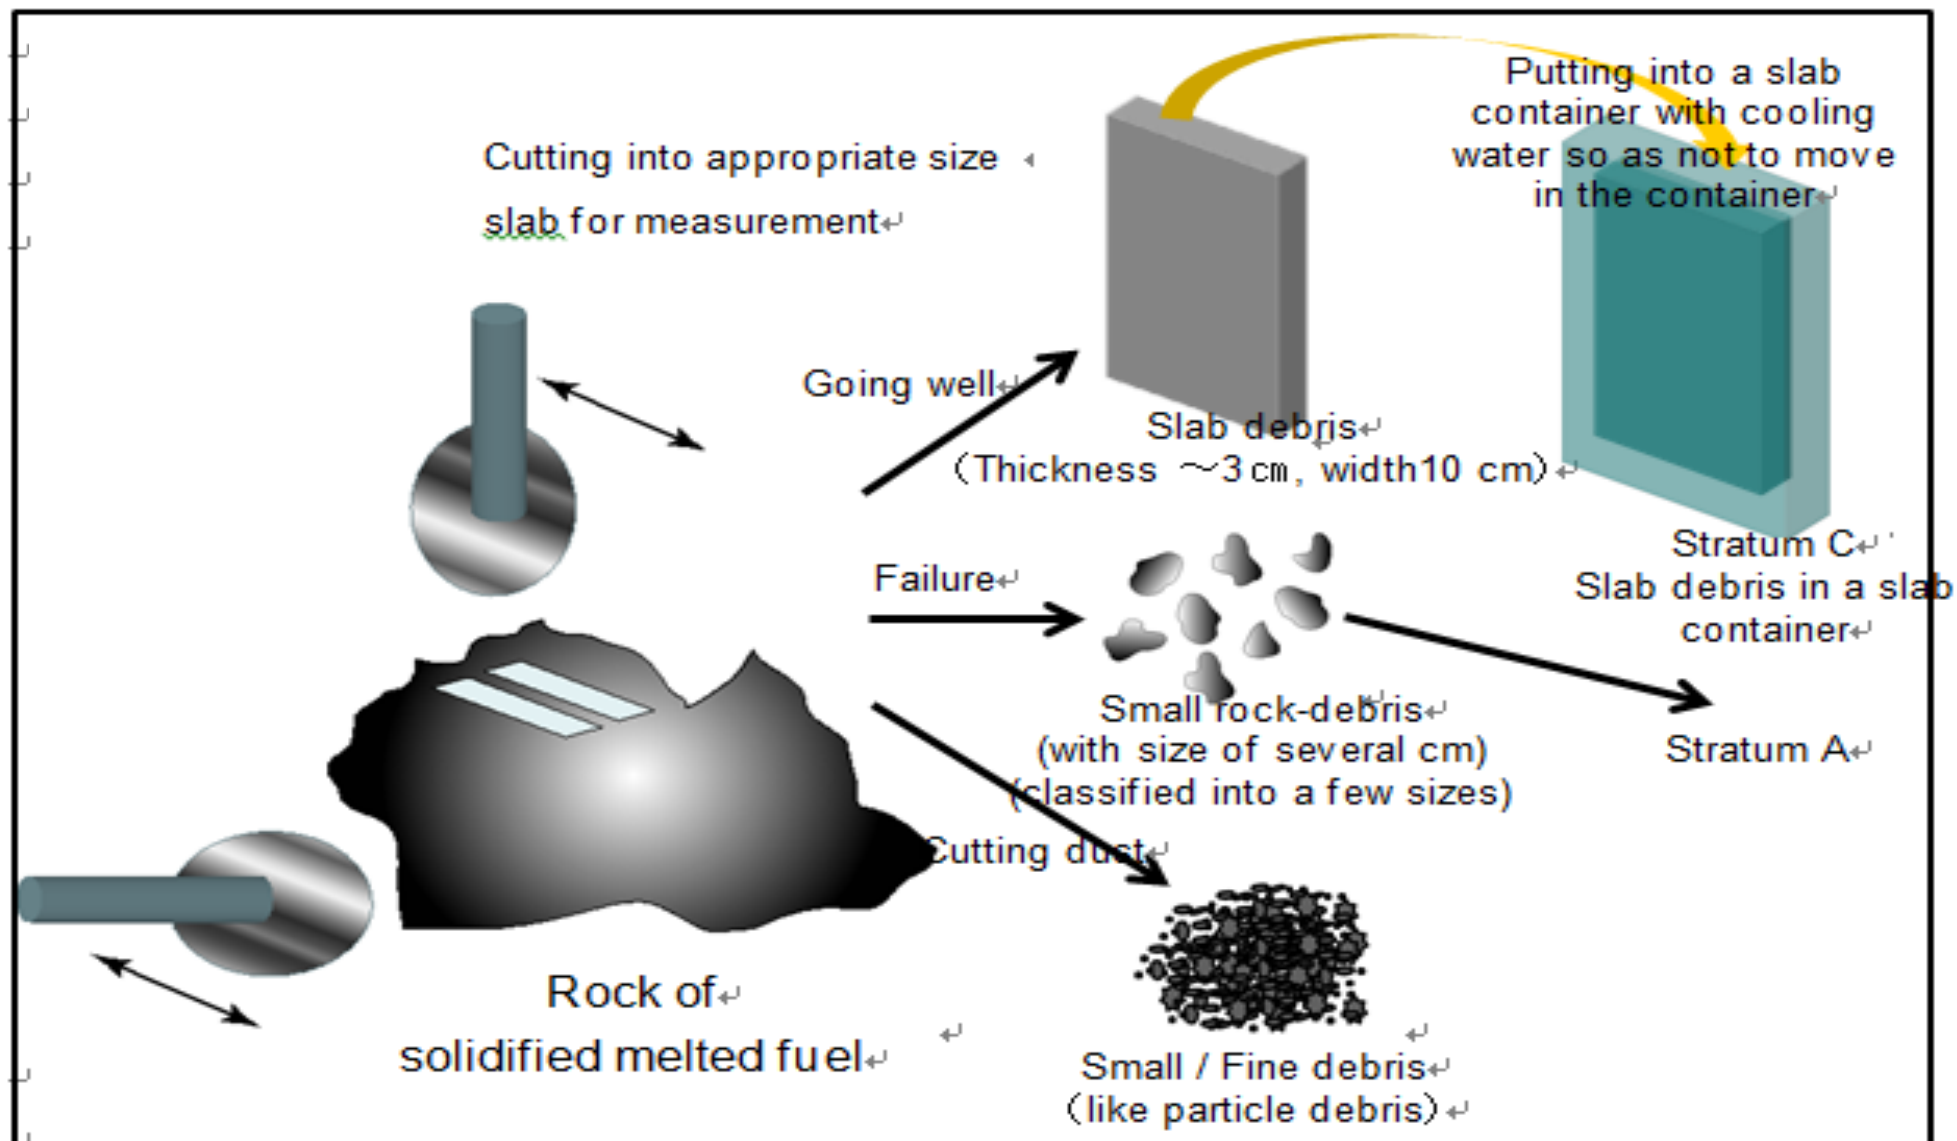 Putting into a slab
container with cooling
water so as not to move
in the container
Cutting into appropriate size
slab for measurement
Going well
Slab debris
(Thickness ～3cm, width10 cm)
Stratum C
Slab debris in a slab
container
Failure
Small rock-debris
(with size of several cm)
(classified into a few sizes)
Stratum A
Cutting dust
Rock of
solidified melted fuel
Small / Fine debris
(like particle debris)